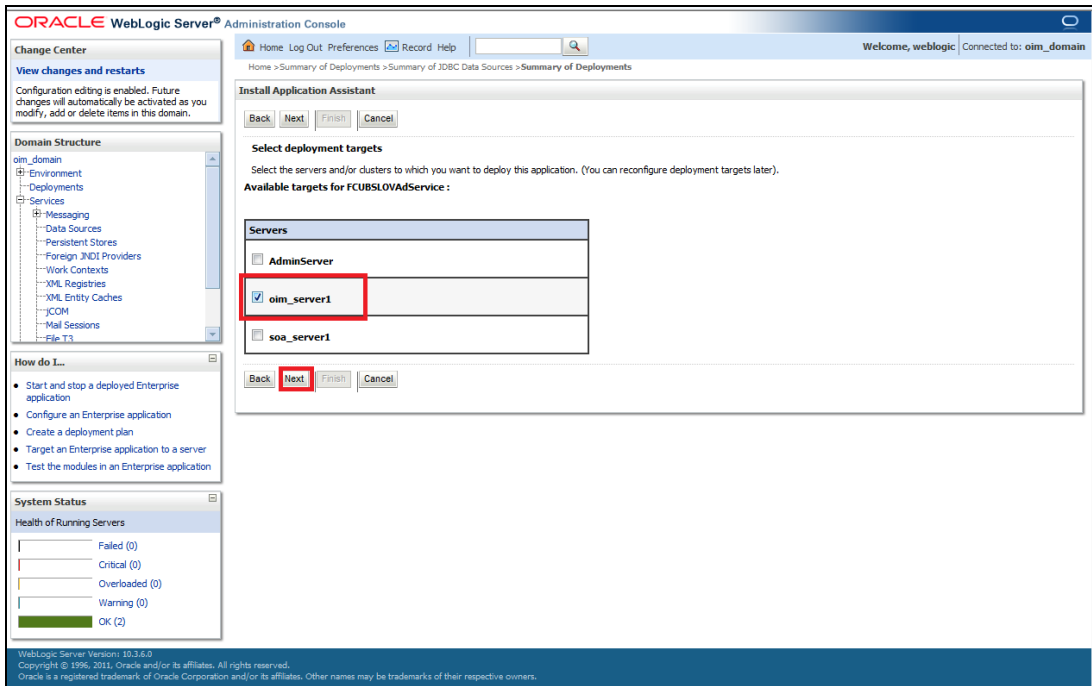 ORACLE WebLogic Server® Administration Console
Change Center
View changes and restarts
Configuration editing is enabled. Future
changes will automatically be activated as you
modify, add or delete items in this domain.
Domain Structure
oim_domain
Environment
Deployments
Services
Messaging
Data Sources
Persistent Stores
Foreign JNDI Providers
Work Contexts
XML Registries
XML Entity Caches
jCOM
Mail Sessions
File T3
How do I...
Start and stop a deployed Enterprise
application
Configure an Enterprise application
Create a deployment plan
Target an Enterprise application to a server
Test the modules in an Enterprise application
System Status
Health of Running Servers
Failed (0)
Critical (0)
Overloaded (0)
Warning (0)
OK (2)
Home Log Out Preferences Record Help
Welcome, weblogic Connected to: oim_domain
Home >Summary of Deployments >Summary of JDBC Data Sources >Summary of Deployments
Install Application Assistant
Back Next Finish Cancel
Select deployment targets
Select the servers and/or clusters to which you want to deploy this application. (You can reconfigure deployment targets later).
Available targets for FCUBSLOVAdService :
Servers
AdminServer
oim_server1
soa_server1
Back Next Finish Cancel
WebLogic Server Version: 10.3.6.0
Copyright © 1996, 2011, Oracle and/or its affiliates. All rights reserved.
Oracle is a registered trademark of Oracle Corporation and/or its affiliates. Other names may be trademarks of their respective owners.